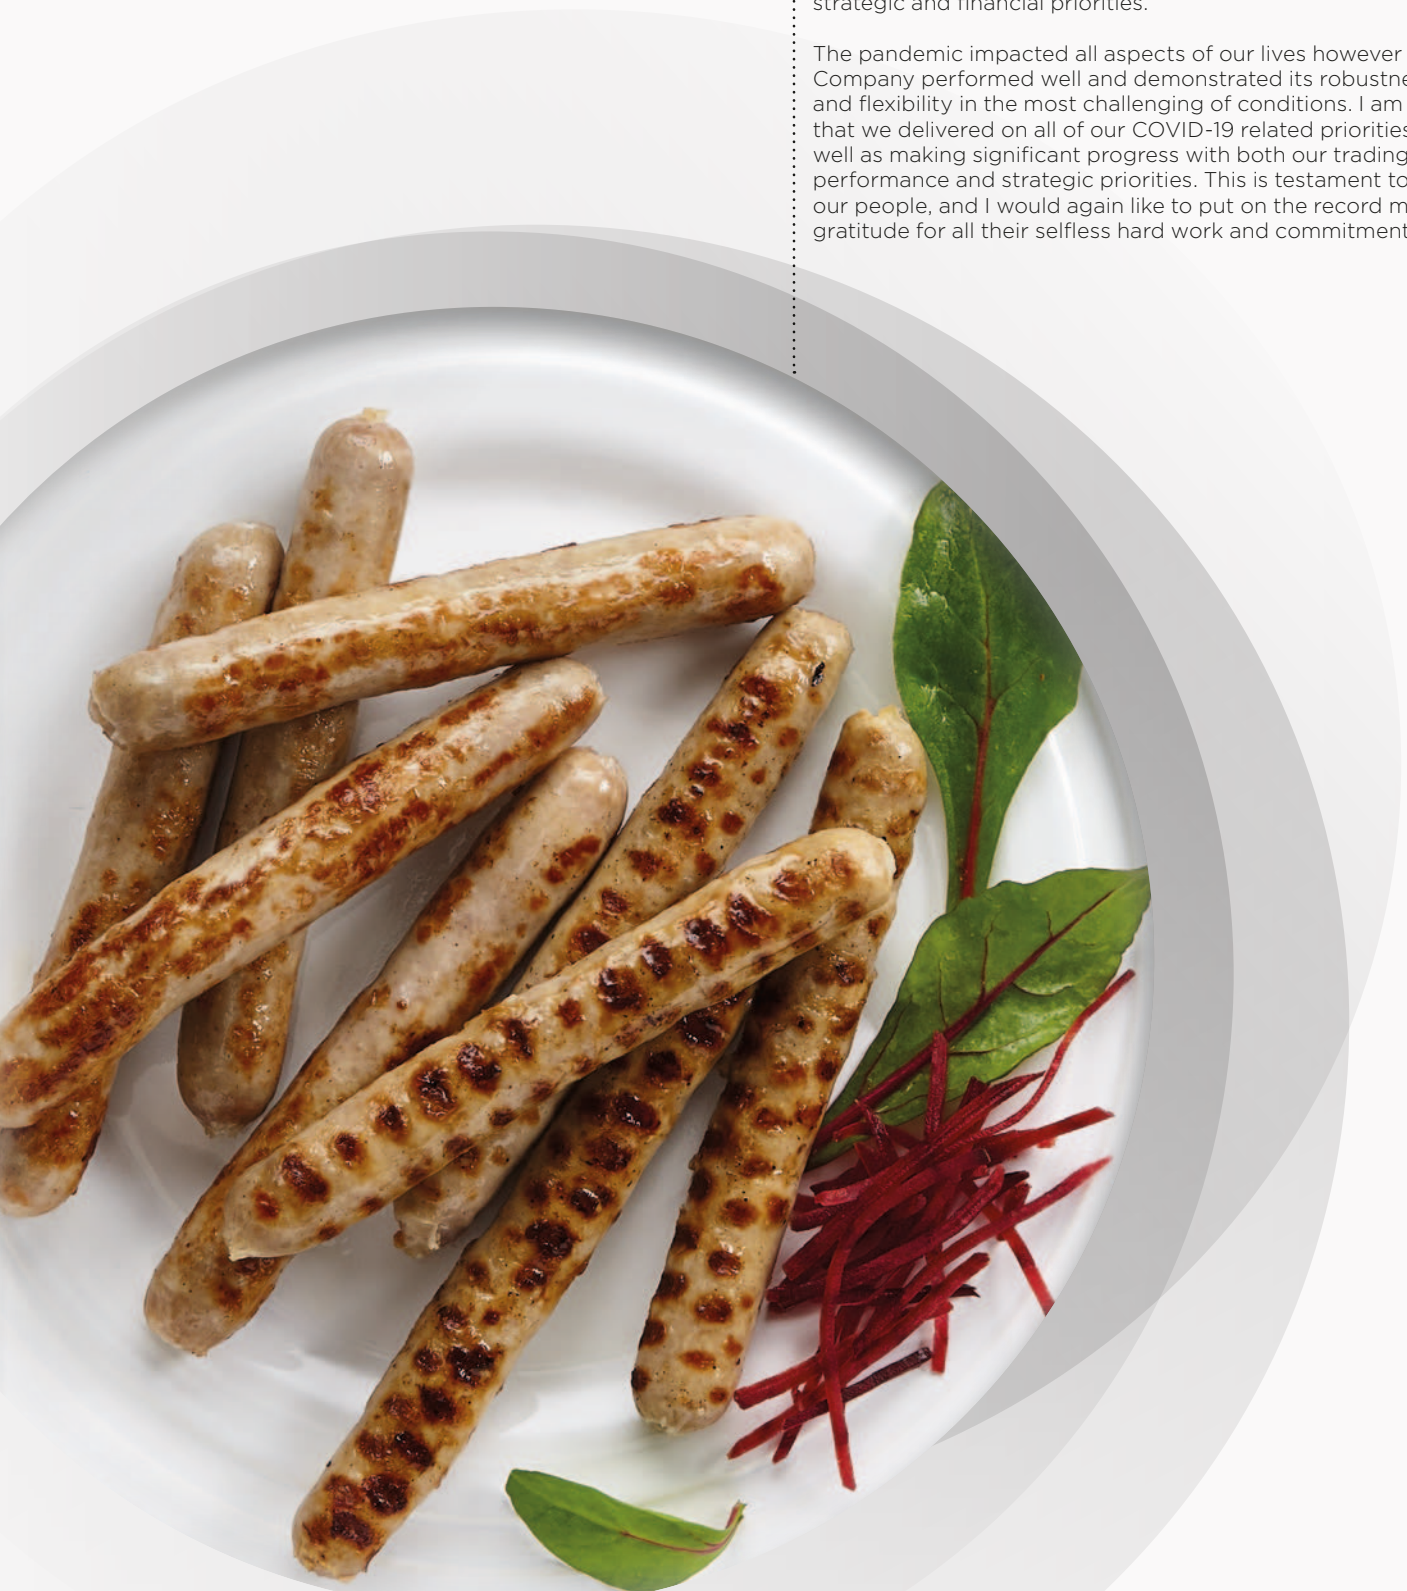 strategic and financial priorities.
The pandemic impacted all aspects of our lives however
Company performed well and demonstrated its robustne
and flexibility in the most challenging of conditions. I am
that we delivered on all of our COVID-19 related priorities
well as making significant progress with both our trading
performance and strategic priorities. This is testament to
our people, and I would again like to put on the record m
gratitude for all their selfless hard work and commitment